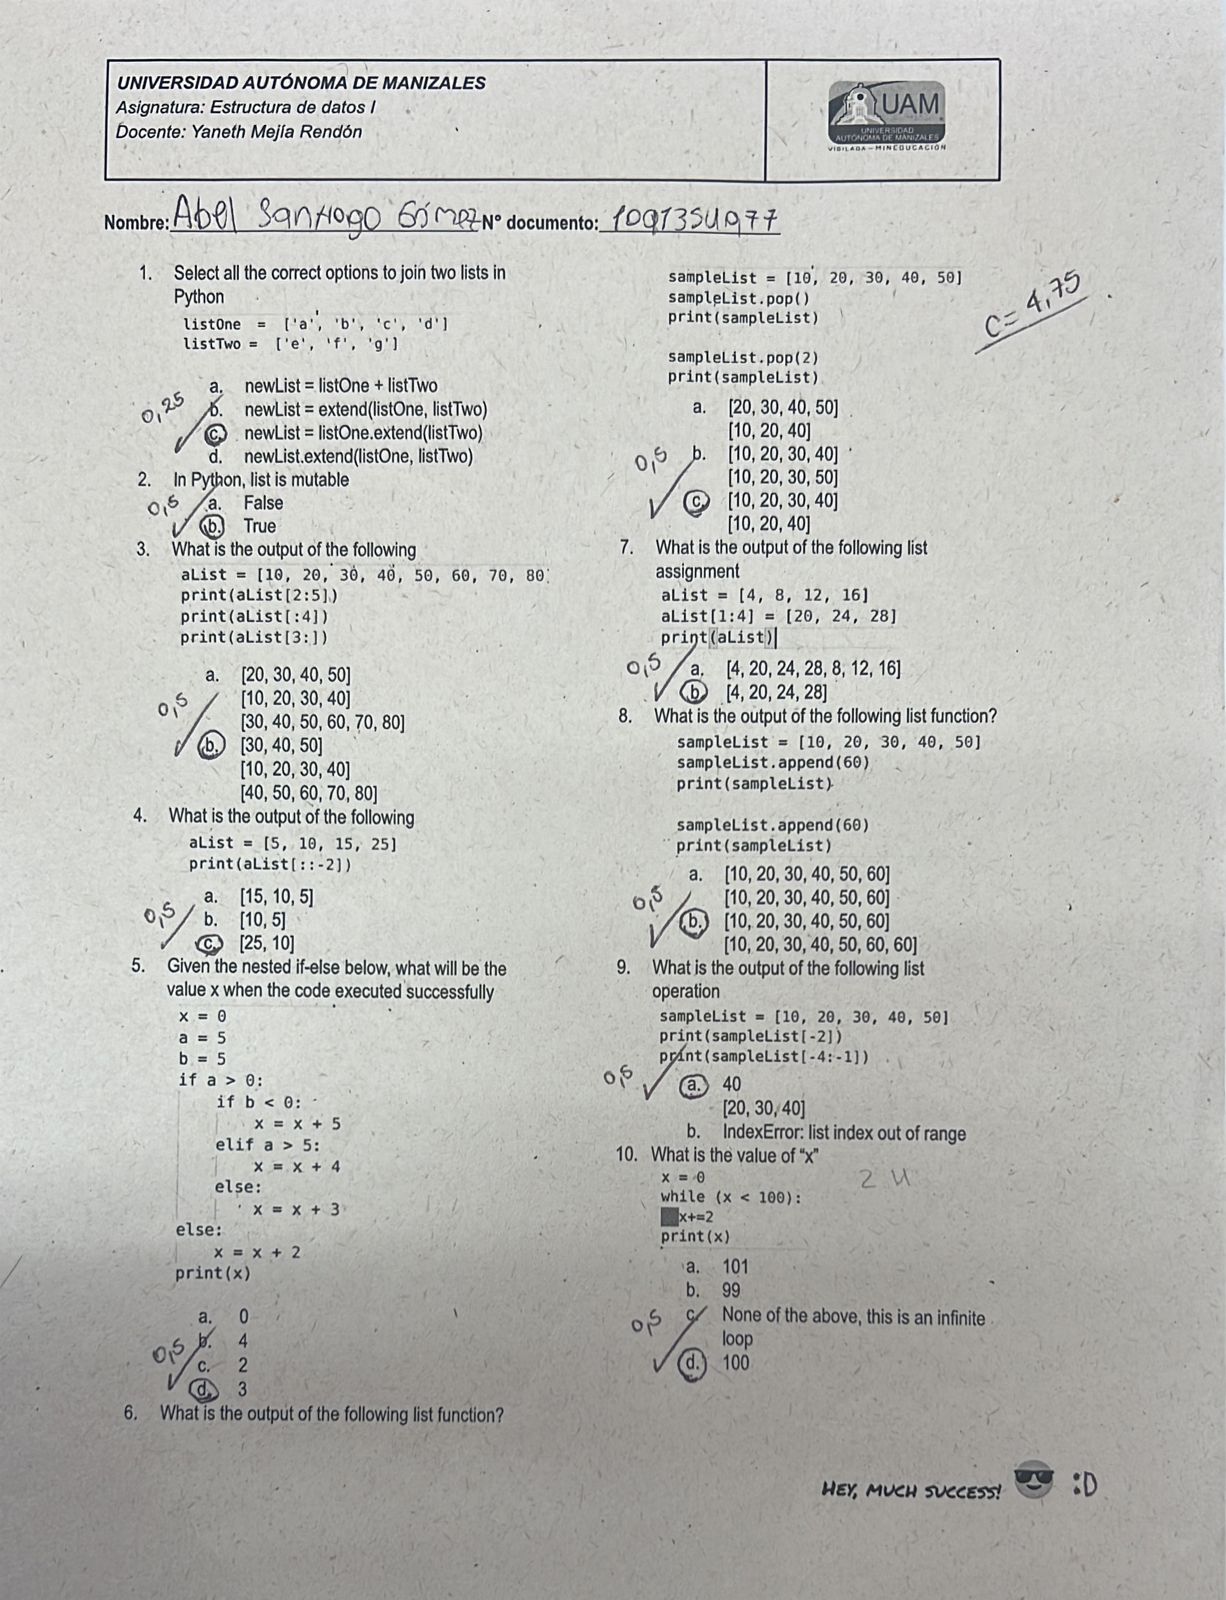 UNIVERSIDAD AUTÓNOMA DE MANIZALES
Asignatura: Estructura de datos I
Docente: Yaneth Mejía Rendón
UAM
UNIVERSIDAD
AUTÓNOMA DE MANIZALES
VIGILADA - MINEDUCACIÓN
Nombre: Abel Santiago Gómez N° documento: 1091354977
1. Select all the correct options to join two lists in
Python
listOne = ['a', 'b', 'c', 'd']
listTwo = ['e', 'f', 'g']
a. newList = listOne + listTwo
0,25
b. newList = extend(listOne, listTwo)
c. newList = listOne.extend(listTwo)
d. newList.extend(listOne, listTwo)
2. In Python, list is mutable
0,5
a. False
b. True
3. What is the output of the following
aList = [10, 20, 30, 40, 50, 60, 70, 80]
print(aList[2:5])
print(aList[:4])
print(aList[3:])
a. [20, 30, 40, 50]
[10, 20, 30, 40]
0,5
[30, 40, 50, 60, 70, 80]
b. [30, 40, 50]
[10, 20, 30, 40]
[40, 50, 60, 70, 80]
4. What is the output of the following
aList = [5, 10, 15, 25]
print(aList[::-2])
a. [15, 10, 5]
0,5
b. [10, 5]
c. [25, 10]
5. Given the nested if-else below, what will be the
value x when the code executed successfully
x = 0
a = 5
b = 5
if a > 0:
if b < 0:
x = x + 5
elif a > 5:
x = x + 4
else:
x = x + 3
else:
x = x + 2
print(x)
a. 0
0,5
b. 4
c. 2
d. 3
6. What is the output of the following list function?
sampleList = [10, 20, 30, 40, 50]
sampleList.pop()
print(sampleList)
C= 4,75
sampleList.pop(2)
print(sampleList)
a. [20, 30, 40, 50]
[10, 20, 40]
0,5
b. [10, 20, 30, 40]
[10, 20, 30, 50]
c. [10, 20, 30, 40]
[10, 20, 40]
7. What is the output of the following list
assignment
aList = [4, 8, 12, 16]
aList[1:4] = [20, 24, 28]
print(aList)
0,5
a. [4, 20, 24, 28, 8, 12, 16]
b. [4, 20, 24, 28]
8. What is the output of the following list function?
sampleList = [10, 20, 30, 40, 50]
sampleList.append(60)
print(sampleList)
sampleList.append(60)
print(sampleList)
a. [10, 20, 30, 40, 50, 60]
0,5
[10, 20, 30, 40, 50, 60]
b. [10, 20, 30, 40, 50, 60]
[10, 20, 30, 40, 50, 60, 60]
9. What is the output of the following list
operation
sampleList = [10, 20, 30, 40, 50]
print(sampleList[-2])
print(sampleList[-4:-1])
0,5
a. 40
[20, 30, 40]
b. IndexError: list index out of range
10. What is the value of “x”
x = 0
2 4
while (x < 100):
x+=2
print(x)
a. 101
b. 99
0,5
c. None of the above, this is an infinite
loop
d. 100
HEY, MUCH SUCCESS! :D